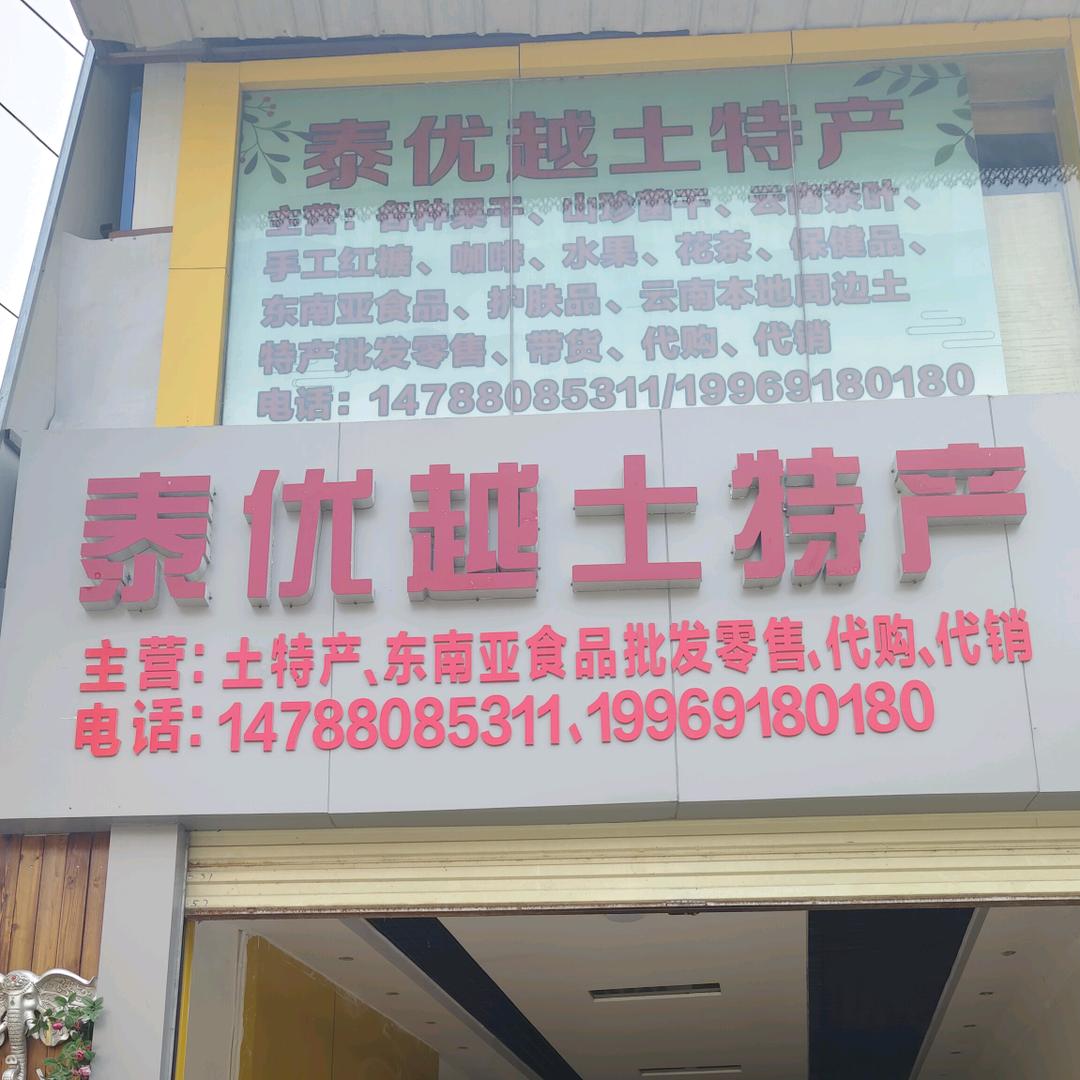 泰优越土特产
主营：各种果干、山珍菌干、云南茶叶、
手工红糖、咖啡、水果、花茶、保健品、
东南亚食品、护肤品、云南本地周边土
特产批发零售、带货、代购、代销
电话：14788085311/19969180180
泰优越土特产
主营：土特产、东南亚食品批发零售、代购、代销
电话：14788085311、19969180180